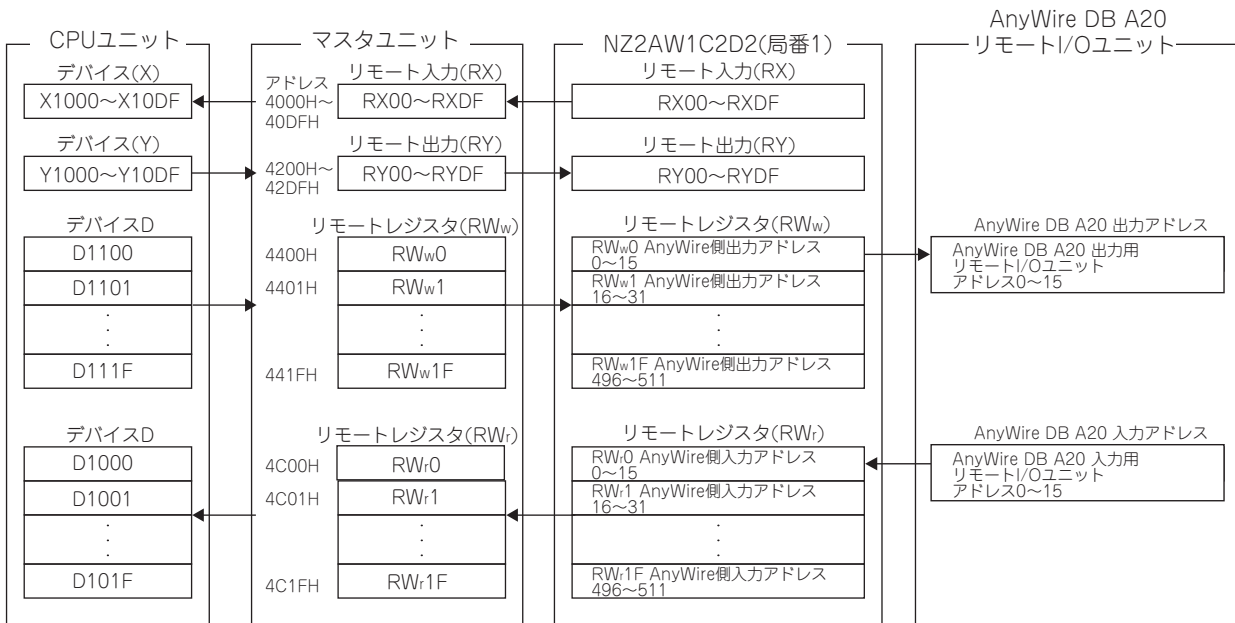 AnyWire DB A20
リモートI/Oユニット
CPUユニット
マスタユニット
NZ2AW1C2D2(局番1)
デバイス(X)
X1000～X10DF
アドレス
4000H～
40DFH
リモート入力(RX)
RX00～RXDF
リモート入力(RX)
RX00～RXDF
デバイス(Y)
Y1000～Y10DF
4200H～
42DFH
リモート出力(RY)
RY00～RYDF
リモート出力(RY)
RY00～RYDF
デバイスD
D1100
D1101
:
D111F
リモートレジスタ(RWw)
4400H
RWw0
4401H
RWw1
:
441FH
RWw1F
リモートレジスタ(RWw)
RWw0 AnyWire側出力アドレス
0～15
RWw1 AnyWire側出力アドレス
16～31
:
RWw1F AnyWire側出力アドレス
496～511
AnyWire DB A20 出力アドレス
AnyWire DB A20 出力用
リモートI/Oユニット
アドレス0～15
デバイスD
D1000
D1001
:
D101F
リモートレジスタ(RWr)
4C00H
RWr0
4C01H
RWr1
:
4C1FH
RWr1F
リモートレジスタ(RWr)
RWr0 AnyWire側入力アドレス
0～15
RWr1 AnyWire側入力アドレス
16～31
:
RWr1F AnyWire側入力アドレス
496～511
AnyWire DB A20 入力アドレス
AnyWire DB A20 入力用
リモートI/Oユニット
アドレス0～15